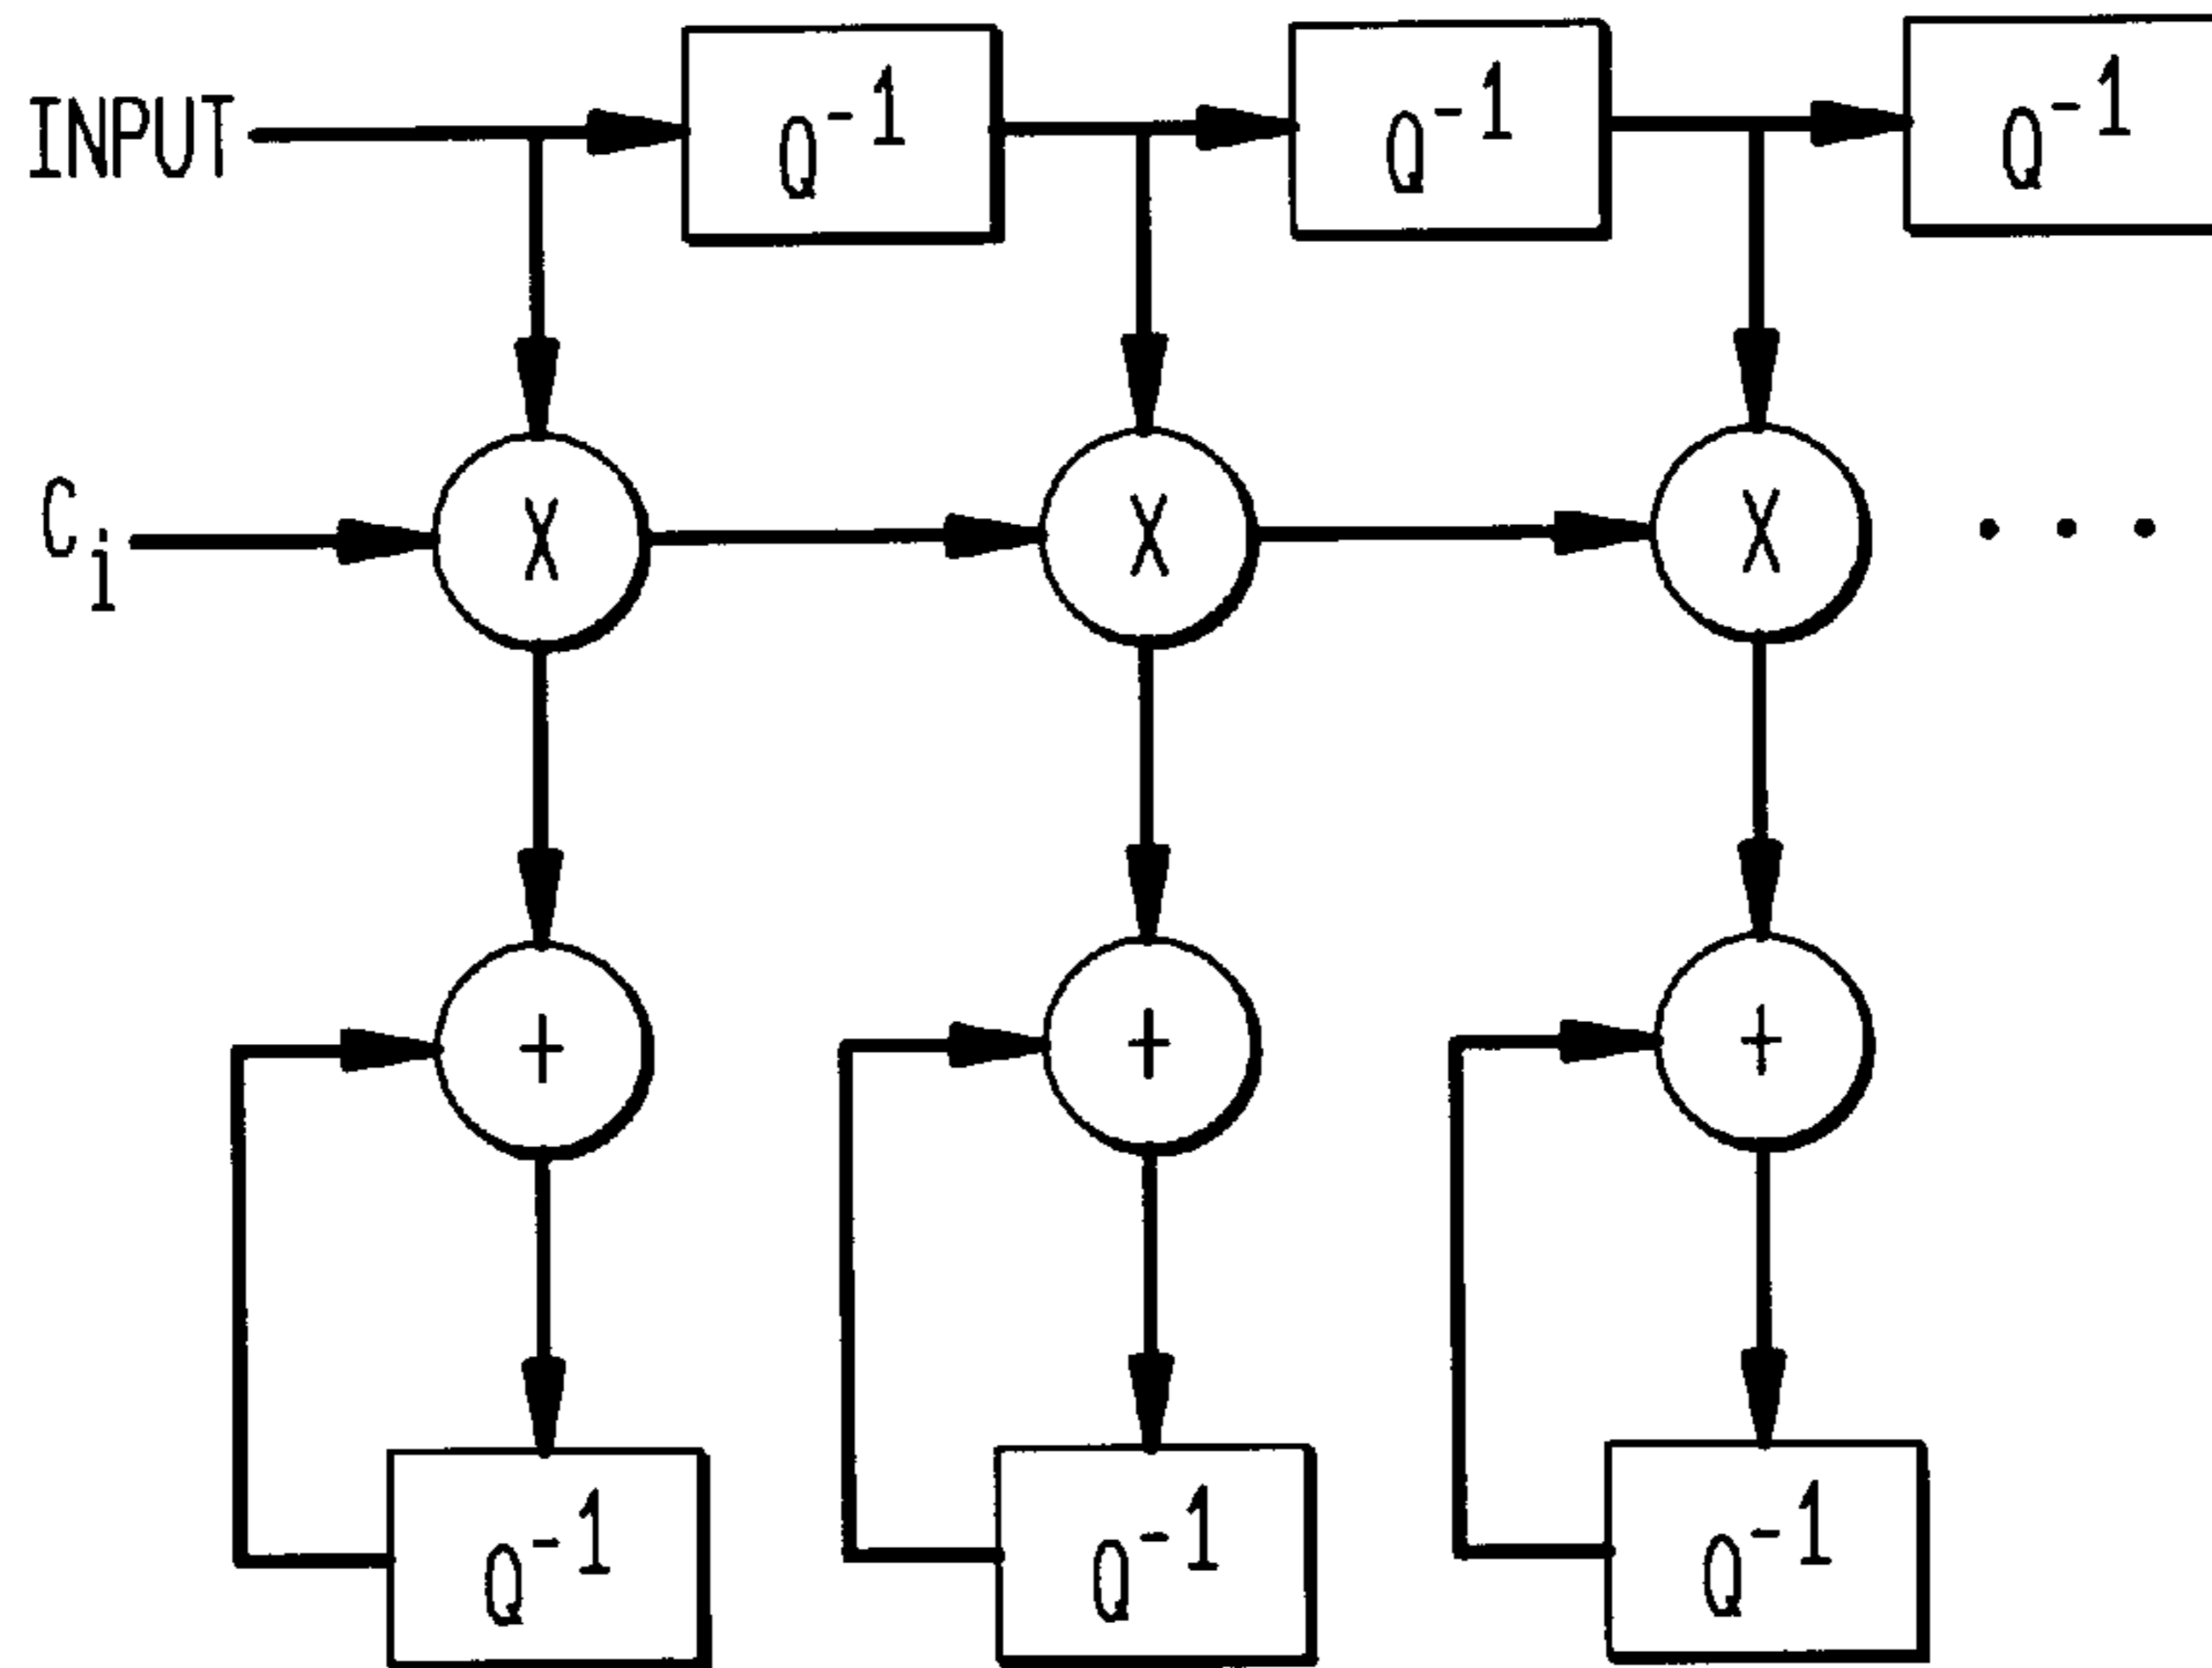 INPUT
Q-1
Q-1
Q-1
Ci
X
X
X
. . .
+
+
+
Q-1
Q-1
Q-1